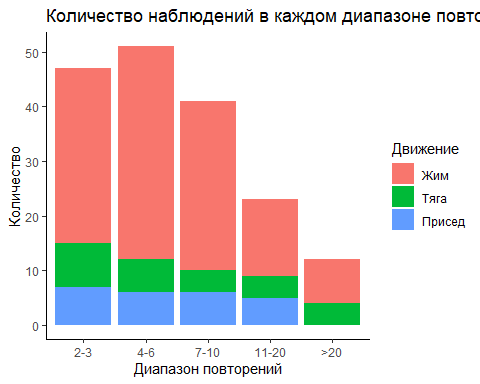 Количество наблюдений в каждом диапазоне повто
Количество
50
40
30
20
10
0
2-3 4-6 7-10 11-20 >20
Диапазон повторений
Движение
Жим
Тяга
Присед